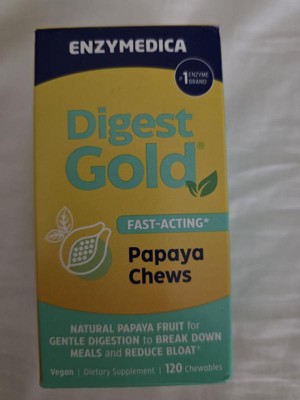 ENZYMEDICA
#1 ENZYME
BRAND
Digest
Gold®
FAST-ACTING*
Papaya
Chews
NATURAL PAPAYA FRUIT for
GENTLE DIGESTION to BREAK DOWN
MEALS and REDUCE BLOAT*
Vegan | Dietary Supplement | 120 Chewables